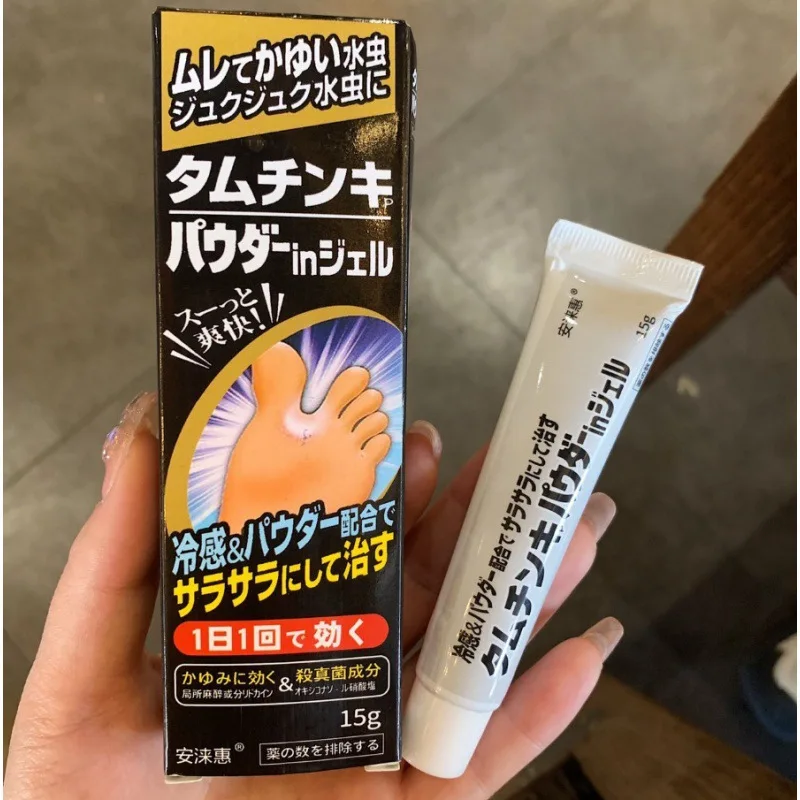 ムレてかゆい水虫
ジュクジュク水虫に
タムチンキP
パウダーinジェル
スーっと
爽快!
冷感&パウダー配合で
サラサラにして治す
1日1回で効く
かゆみに効く & 殺真菌成分
局所麻酔或分リドカイン オキシコナソ-ル硝酸塩
15g
安涞惠®
薬の数を排除する
安涞惠®
15g
冷感&パウダー配合で サラサラにして治す
タムチンキ パウダーinジェル